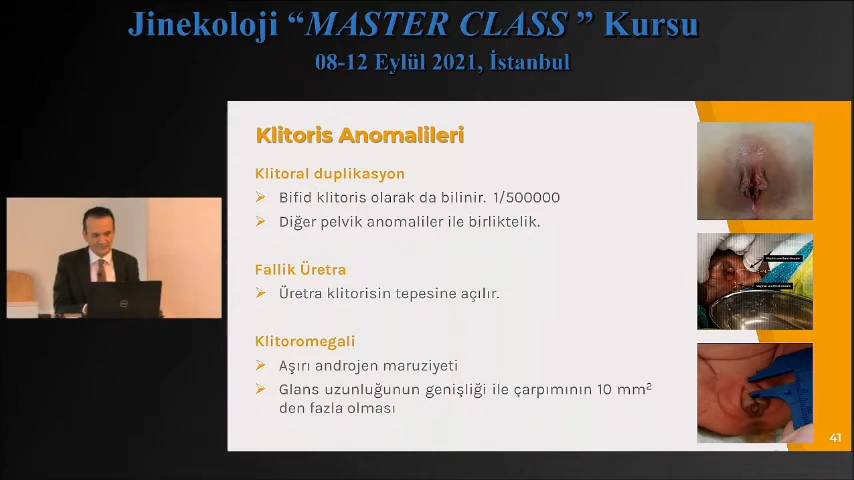 Jinekoloji “MASTER CLASS ” Kursu
08-12 Eylül 2021, İstanbul
Klitoris Anomalileri
Klitoral duplikasyon
➢ Bifid klitoris olarak da bilinir. 1/500000
➢ Diğer pelvik anomaliler ile birliktelik.
Fallik Üretra
➢ Üretra klitorisin tepesine açılır.
Klitoromegali
➢ Aşırı androjen maruziyeti
➢ Glans uzunluğunun genişliği ile çarpımının 10 mm²
den fazla olması
41